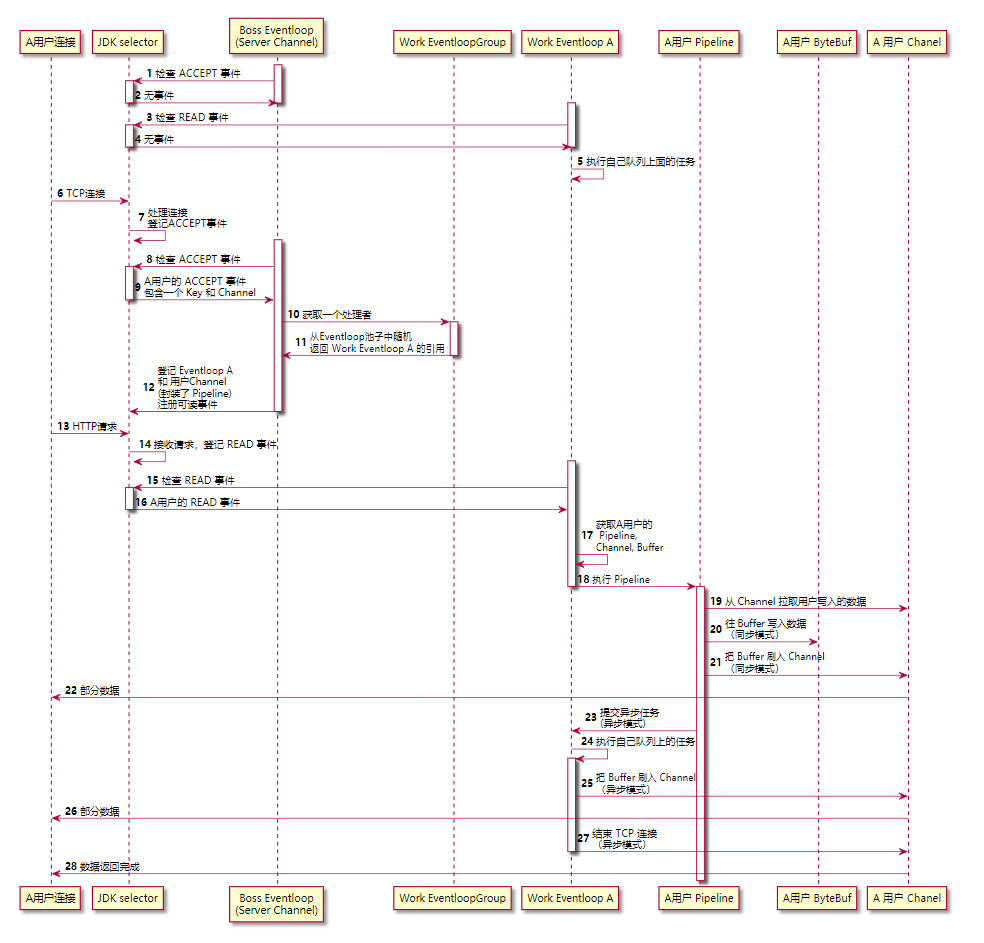 A用户连接
JDK selector
Boss Eventloop
(Server Channel)
Work EventloopGroup
Work Eventloop A
A用户 Pipeline
A用户 ByteBuf
A 用户 Chanel
1 检查 ACCEPT 事件
2 无事件
3 检查 READ 事件
4 无事件
5 执行自己队列上面的任务
6 TCP连接
7 处理连接
登记ACCEPT事件
8 检查 ACCEPT 事件
9 A用户的 ACCEPT 事件
包含一个 Key 和 Channel
10 获取一个处理者
11 从Eventloop池子中随机
返回 Work Eventloop A 的引用
12 登记 Eventloop A
和 用户Channel
(封装了 Pipeline)
注册可读事件
13 HTTP请求
14 接收请求，登记 READ 事件
15 检查 READ 事件
16 A用户的 READ 事件
17 获取A用户的
Pipeline,
Channel, Buffer
18 执行 Pipeline
19 从 Channel 拉取用户写入的数据
20 往 Buffer 写入数据
（同步模式）
21 把 Buffer 刷入 Channel
（同步模式）
22 部分数据
23 提交异步任务
（异步模式）
24 执行自己队列上的任务
25 把 Buffer 刷入 Channel
（异步模式）
26 部分数据
27 结束 TCP 连接
（异步模式）
28 数据返回完成
A用户连接
JDK selector
Boss Eventloop
(Server Channel)
Work EventloopGroup
Work Eventloop A
A用户 Pipeline
A用户 ByteBuf
A 用户 Chanel